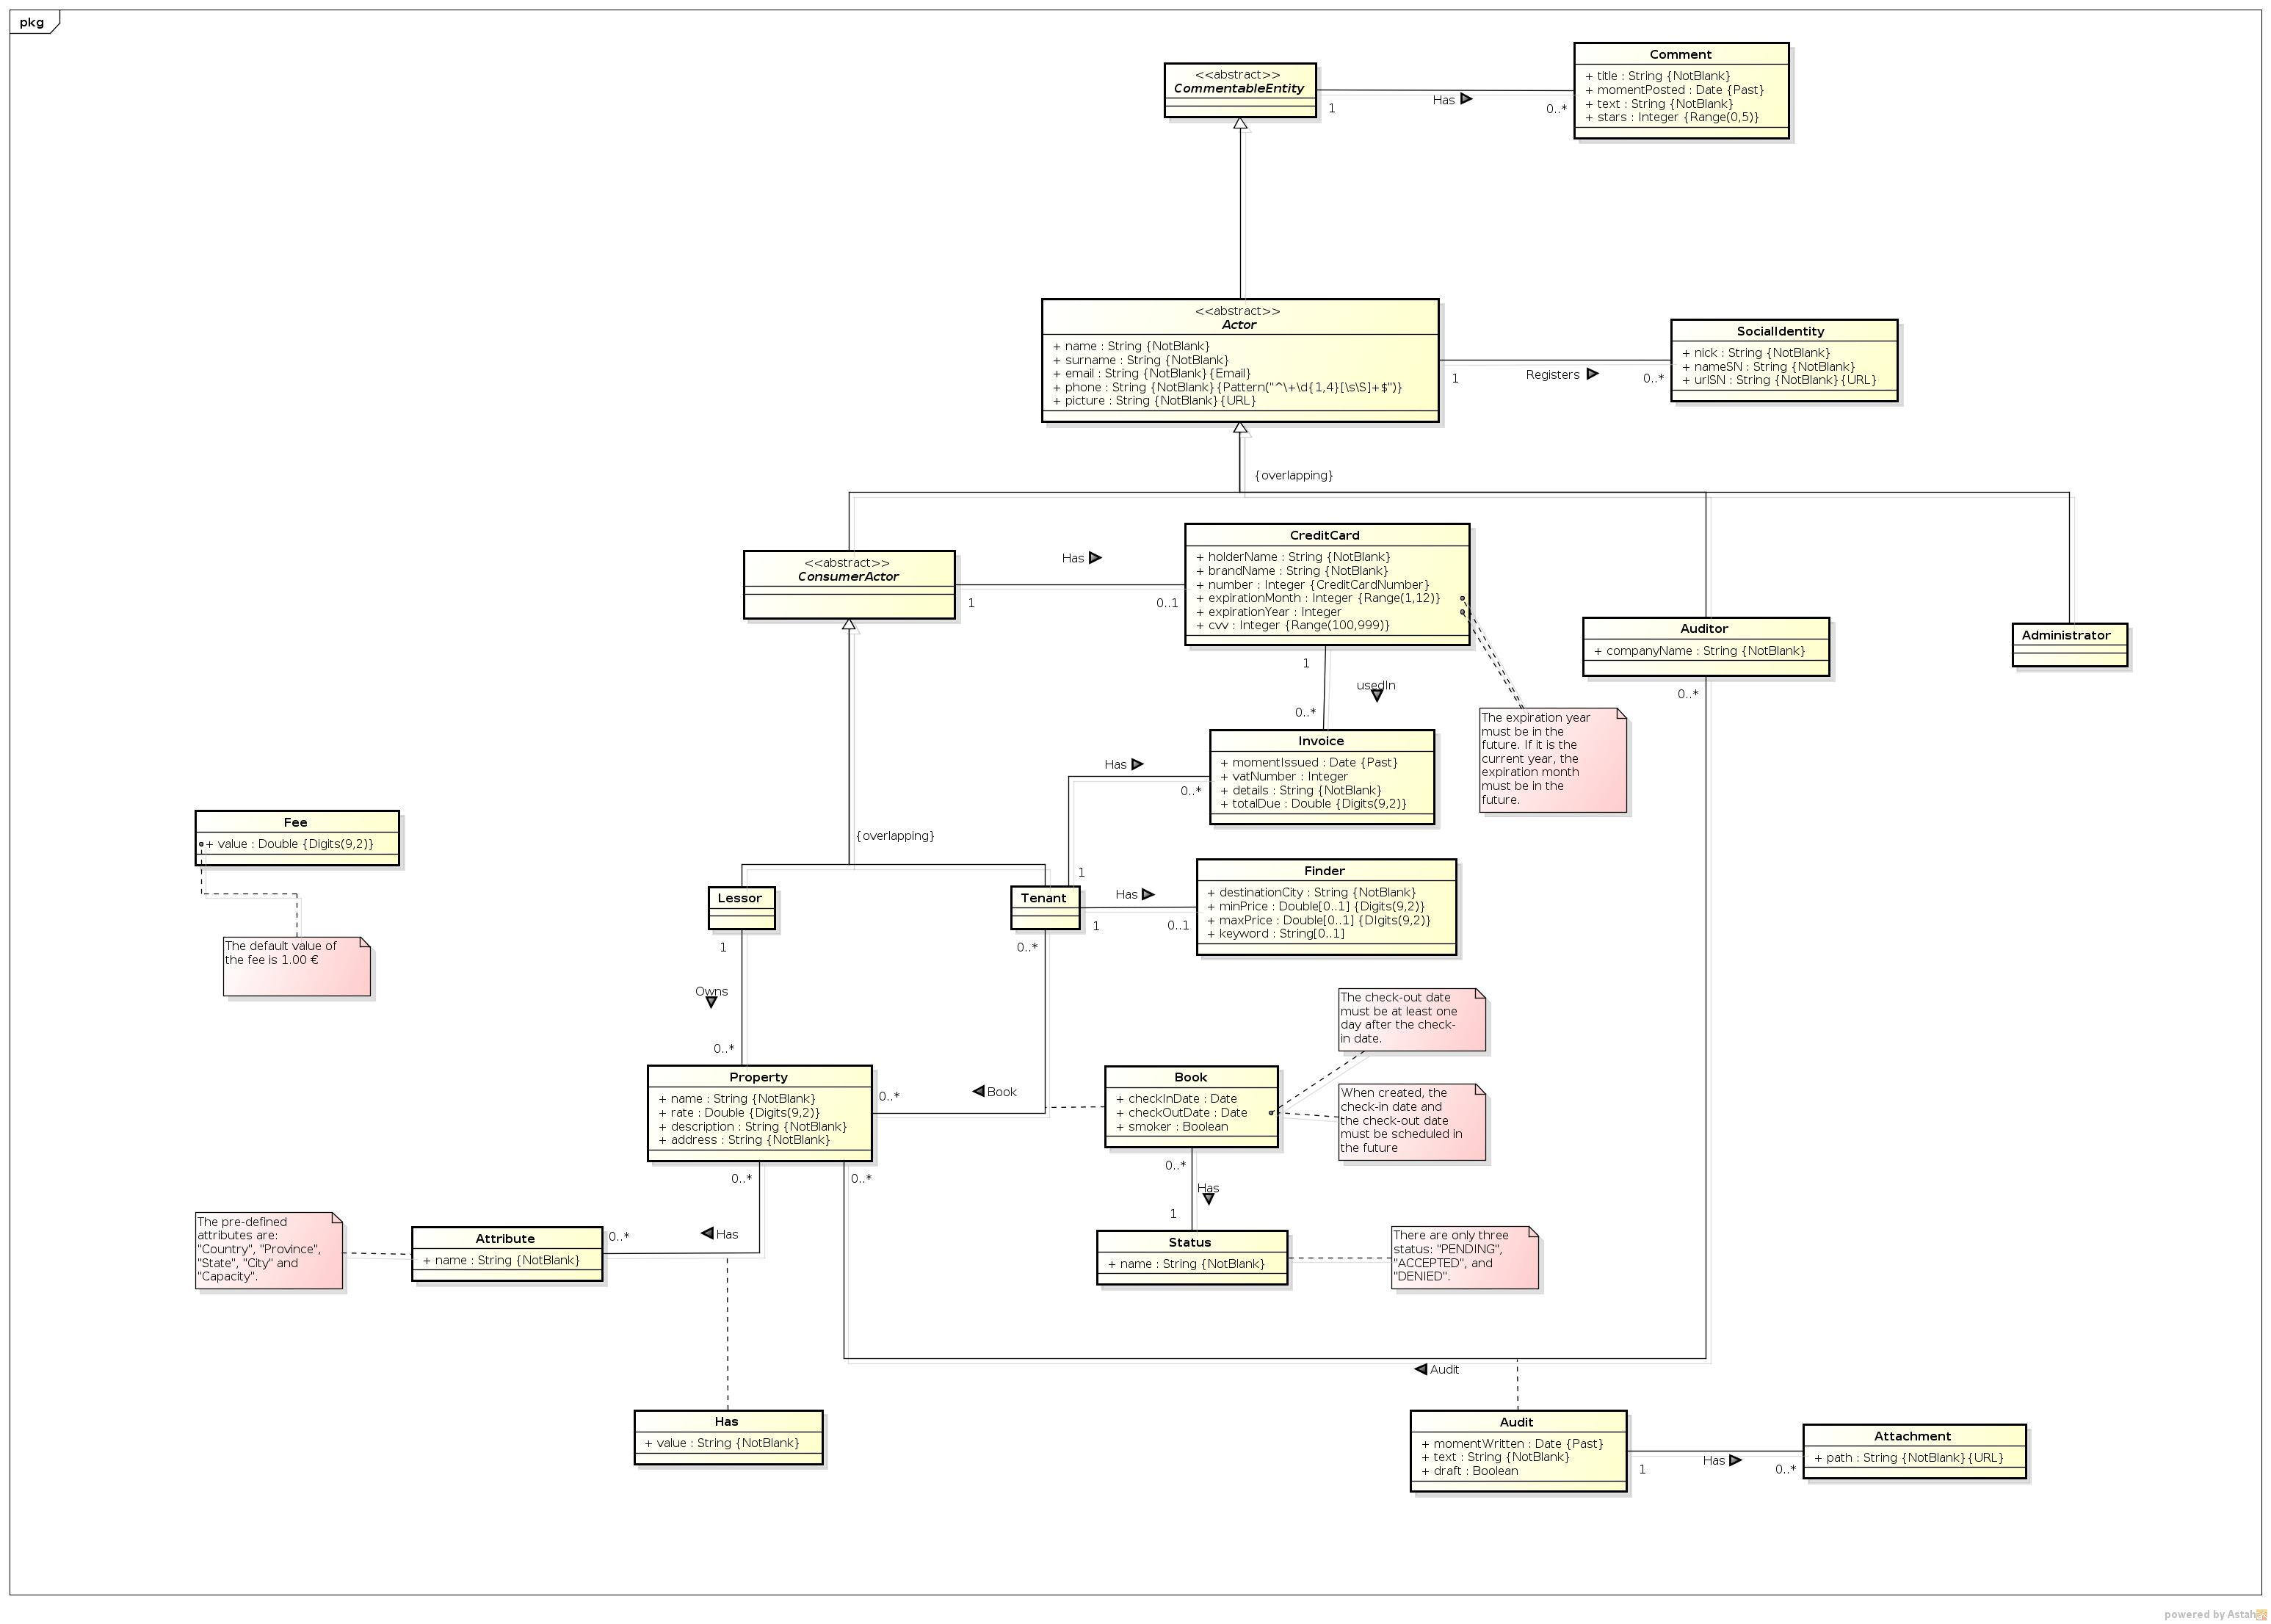 pkg
<<abstract>>
CommentableEntity
1
Has
0..*
Comment
+ title : String {NotBlank}
+ momentPosted : Date {Past}
+ text : String {NotBlank}
+ stars : Integer {Range(0,5)}
<<abstract>>
Actor
+ name : String {NotBlank}
+ surname : String {NotBlank}
+ email : String {NotBlank}{Email}
+ phone : String {NotBlank}{Pattern("^\+\d{1,4}[\s\S]+$")}
+ picture : String {NotBlank}{URL}
1
Registers
0..*
SocialIdentity
+ nick : String {NotBlank}
+ nameSN : String {NotBlank}
+ urlSN : String {NotBlank}{URL}
{overlapping}
<<abstract>>
ConsumerActor
1
Has
0..1
CreditCard
+ holderName : String {NotBlank}
+ brandName : String {NotBlank}
+ number : Integer {CreditCardNumber}
+ expirationMonth : Integer {Range(1,12)}
+ expirationYear : Integer
+ cvv : Integer {Range(100,999)}
Auditor
+ companyName : String {NotBlank}
0..*
Administrator
1
usedIn
0..*
The expiration year
must be in the
future. If it is the
current year, the
expiration month
must be in the
future.
Invoice
+ momentIssued : Date {Past}
+ vatNumber : Integer
+ details : String {NotBlank}
+ totalDue : Double {Digits(9,2)}
Has
0..*
1
Fee
+ value : Double {Digits(9,2)}
The default value of
the fee is 1.00 €
{overlapping}
Lessor
Tenant
Has
1
0..1
Finder
+ destinationCity : String {NotBlank}
+ minPrice : Double[0..1] {Digits(9,2)}
+ maxPrice : Double[0..1] {DIgits(9,2)}
+ keyword : String[0..1]
1
Owns
0..*
0..*
Property
+ name : String {NotBlank}
+ rate : Double {Digits(9,2)}
+ description : String {NotBlank}
+ address : String {NotBlank}
0..*
Book
Book
+ checkInDate : Date
+ checkOutDate : Date
+ smoker : Boolean
The check-out date
must be at least one
day after the check-
in date.
When created, the
check-in date and
the check-out date
must be scheduled in
the future
0..*
0..*
0..*
Has
1
The pre-defined
attributes are:
"Country", "Province",
"State", "City" and
"Capacity".
Attribute
+ name : String {NotBlank}
0..*
Has
Status
+ name : String {NotBlank}
There are only three
status: "PENDING",
"ACCEPTED", and
"DENIED".
Audit
Has
+ value : String {NotBlank}
Audit
+ momentWritten : Date {Past}
+ text : String {NotBlank}
+ draft : Boolean
1
Has
0..*
Attachment
+ path : String {NotBlank}{URL}
powered by Astah